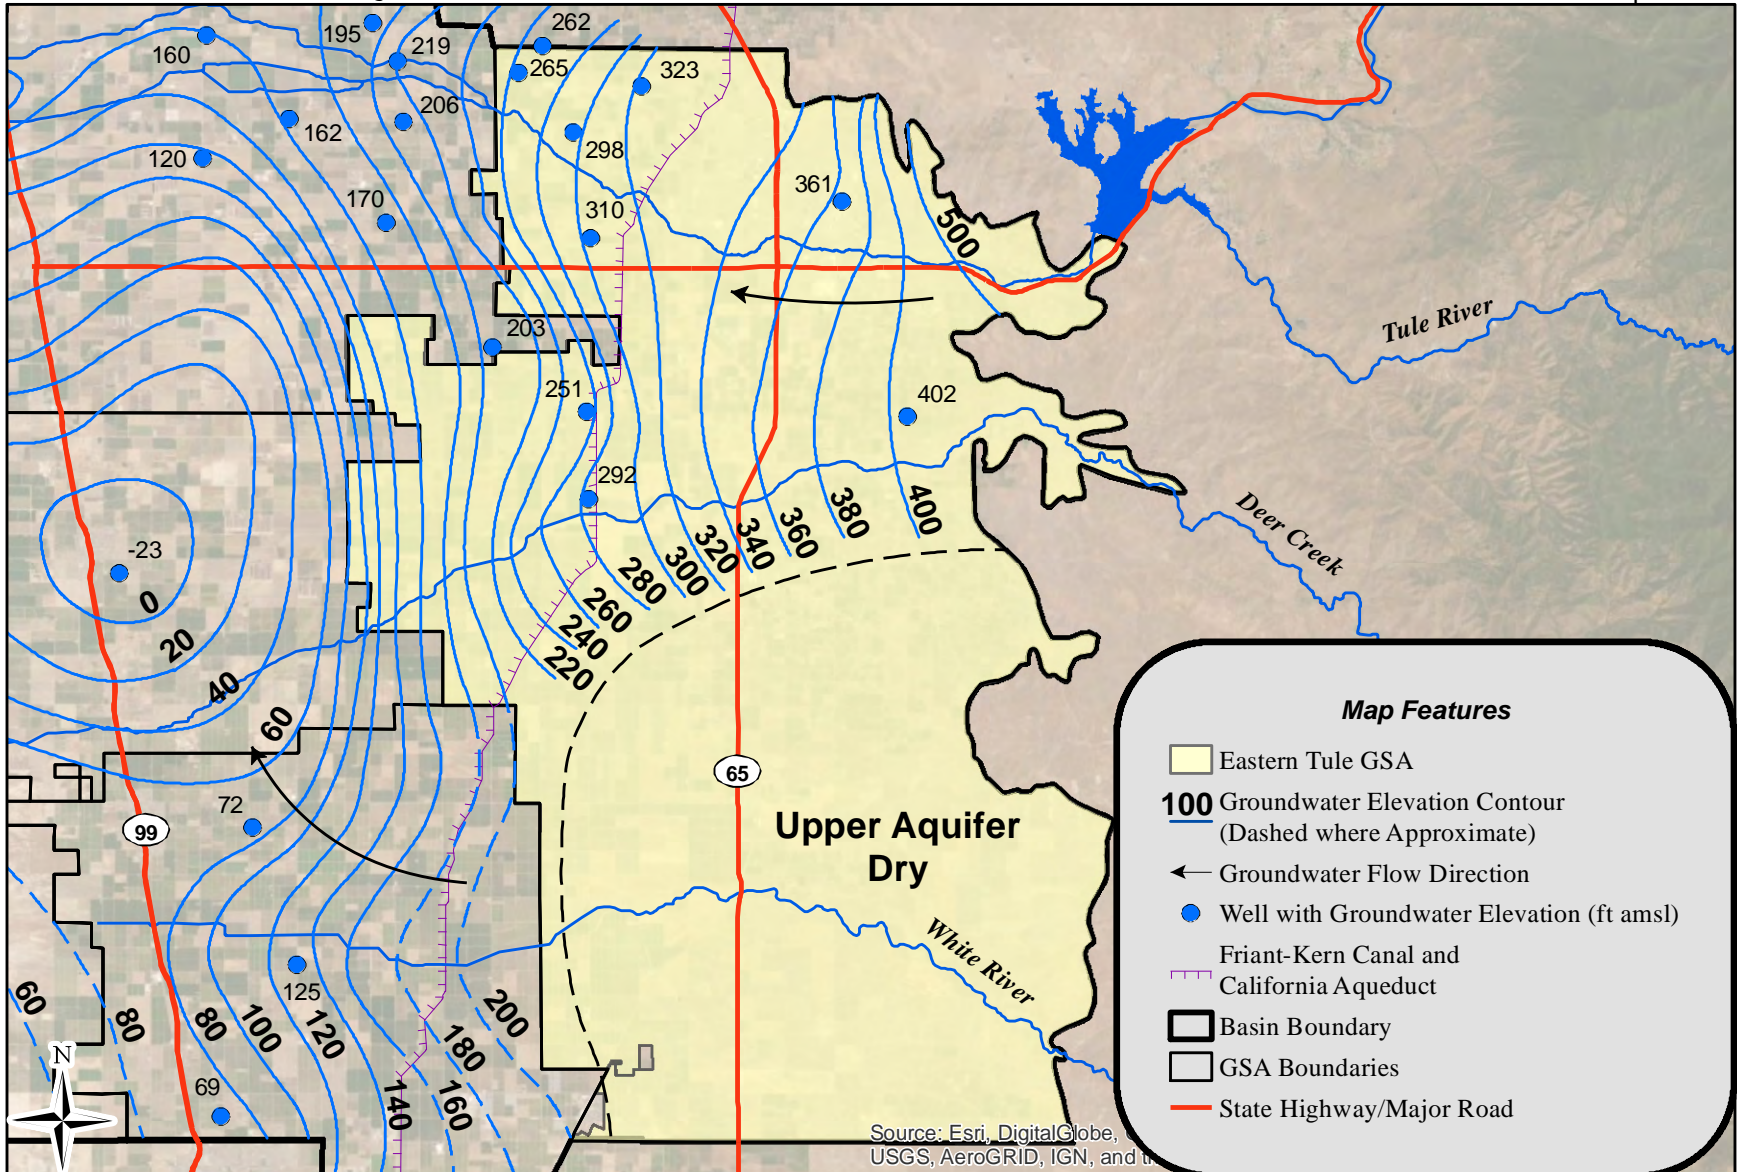 262
195
160
219
265
323
206
162
298
120
361
170
310
500
203
Tule River
251
402
292
Deer Creek
400
380
360
340
320
300
280
260
240
220
-23
0
20
40
60
65
72
99
Upper Aquifer
Dry
White River
125
60
80
80
100
120
200
180
160
140
69
N
Map Features
Eastern Tule GSA
100 Groundwater Elevation Contour
(Dashed where Approximate)
Groundwater Flow Direction
Well with Groundwater Elevation (ft amsl)
Friant-Kern Canal and
California Aqueduct
Basin Boundary
GSA Boundaries
State Highway/Major Road
Source: Esri, DigitalGlobe,
USGS, AeroGRID, IGN, and